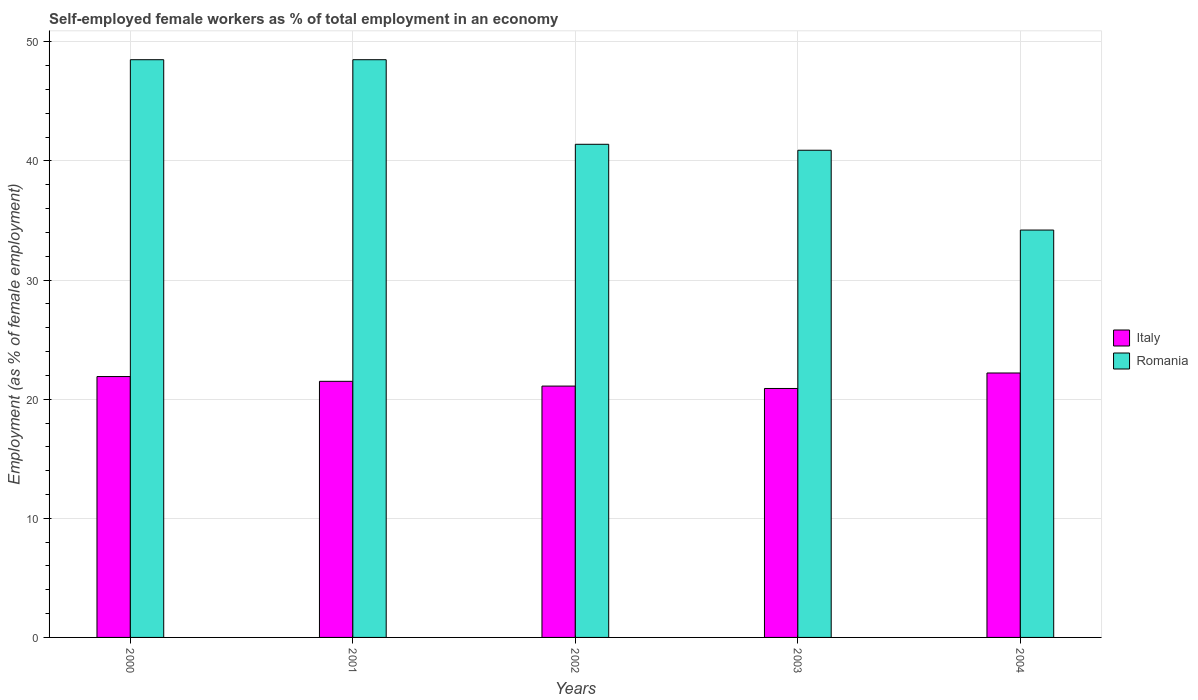 Self-employed female workers as % of total employment in an economy
Employment (as % of female employment)
50
40
30
20
10
0
2000
2001
2002
2003
2004
Years
Italy
Romania